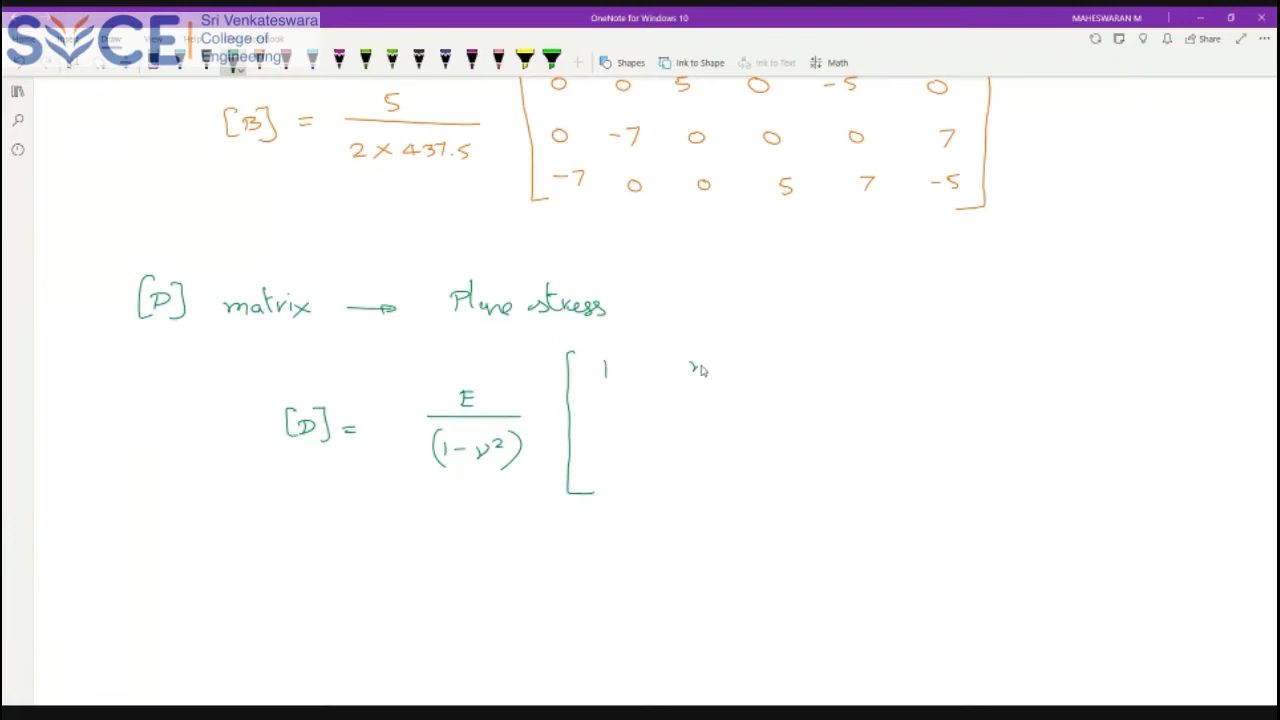 OneNote for Windows 10
MAHESWARAN M
SVCE
Sri Venkateswara
College of
Engineering
Draw
Share
Shapes
Ink to Shape
Ink to Text
Math
0 0 5 0 -5 0
[B] = 5 / 2 × 437.5
0 -7 0 0 0 7
-7 0 0 5 7 -5
[D] matrix → Plane stress
1 ν
[D] = E / (1 - ν²)